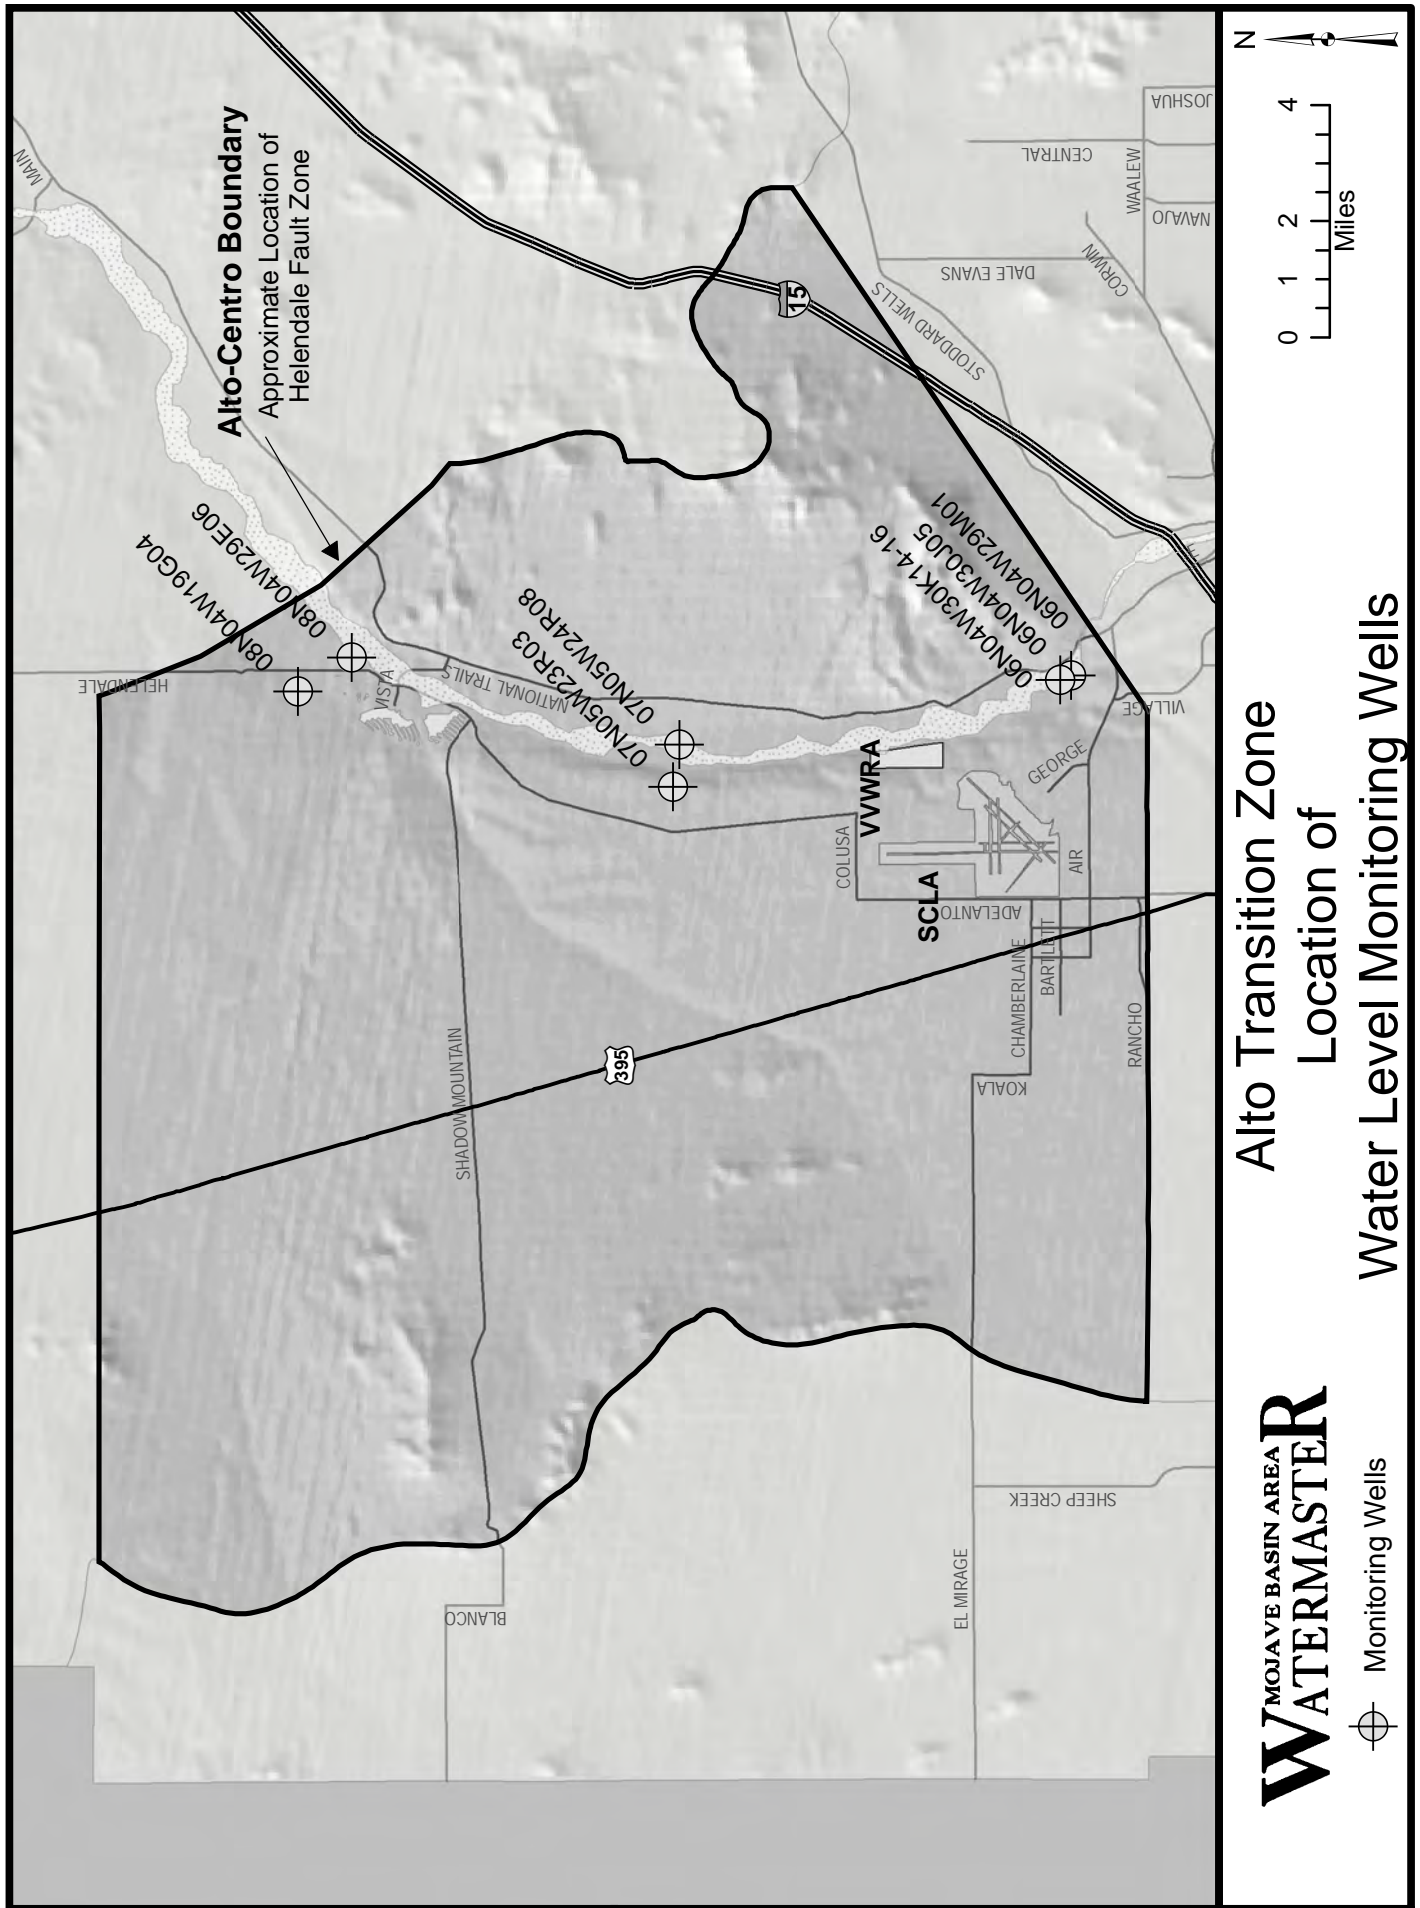 MAIN
Alto-Centro Boundary
Approximate Location of
Helendale Fault Zone
08N04W19G04
08N04W29E06
HELENDALE
VISTA
NATIONAL TRAILS
07N05W23R03
07N05W24R08
15
STODDARD WELLS
DALE EVANS
CORWIN
CENTRAL
WAALEW
NAVAJO
JOSHUA
06N04W30K14-16
06N04W30J05
06N04W29M01
VILLAGE
VVWRA
GEORGE
COLUSA
AIR
SCLA
ADELANTO
CHAMBERLAINE
BARTLETT
RANCHO
KOALA
395
SHADOW MOUNTAIN
BLANCO
EL MIRAGE
SHEEP CREEK
MOJAVE BASIN AREA
WATERMASTER
Monitoring Wells
Alto Transition Zone
Location of
Water Level Monitoring Wells
0 1 2 4
Miles
N